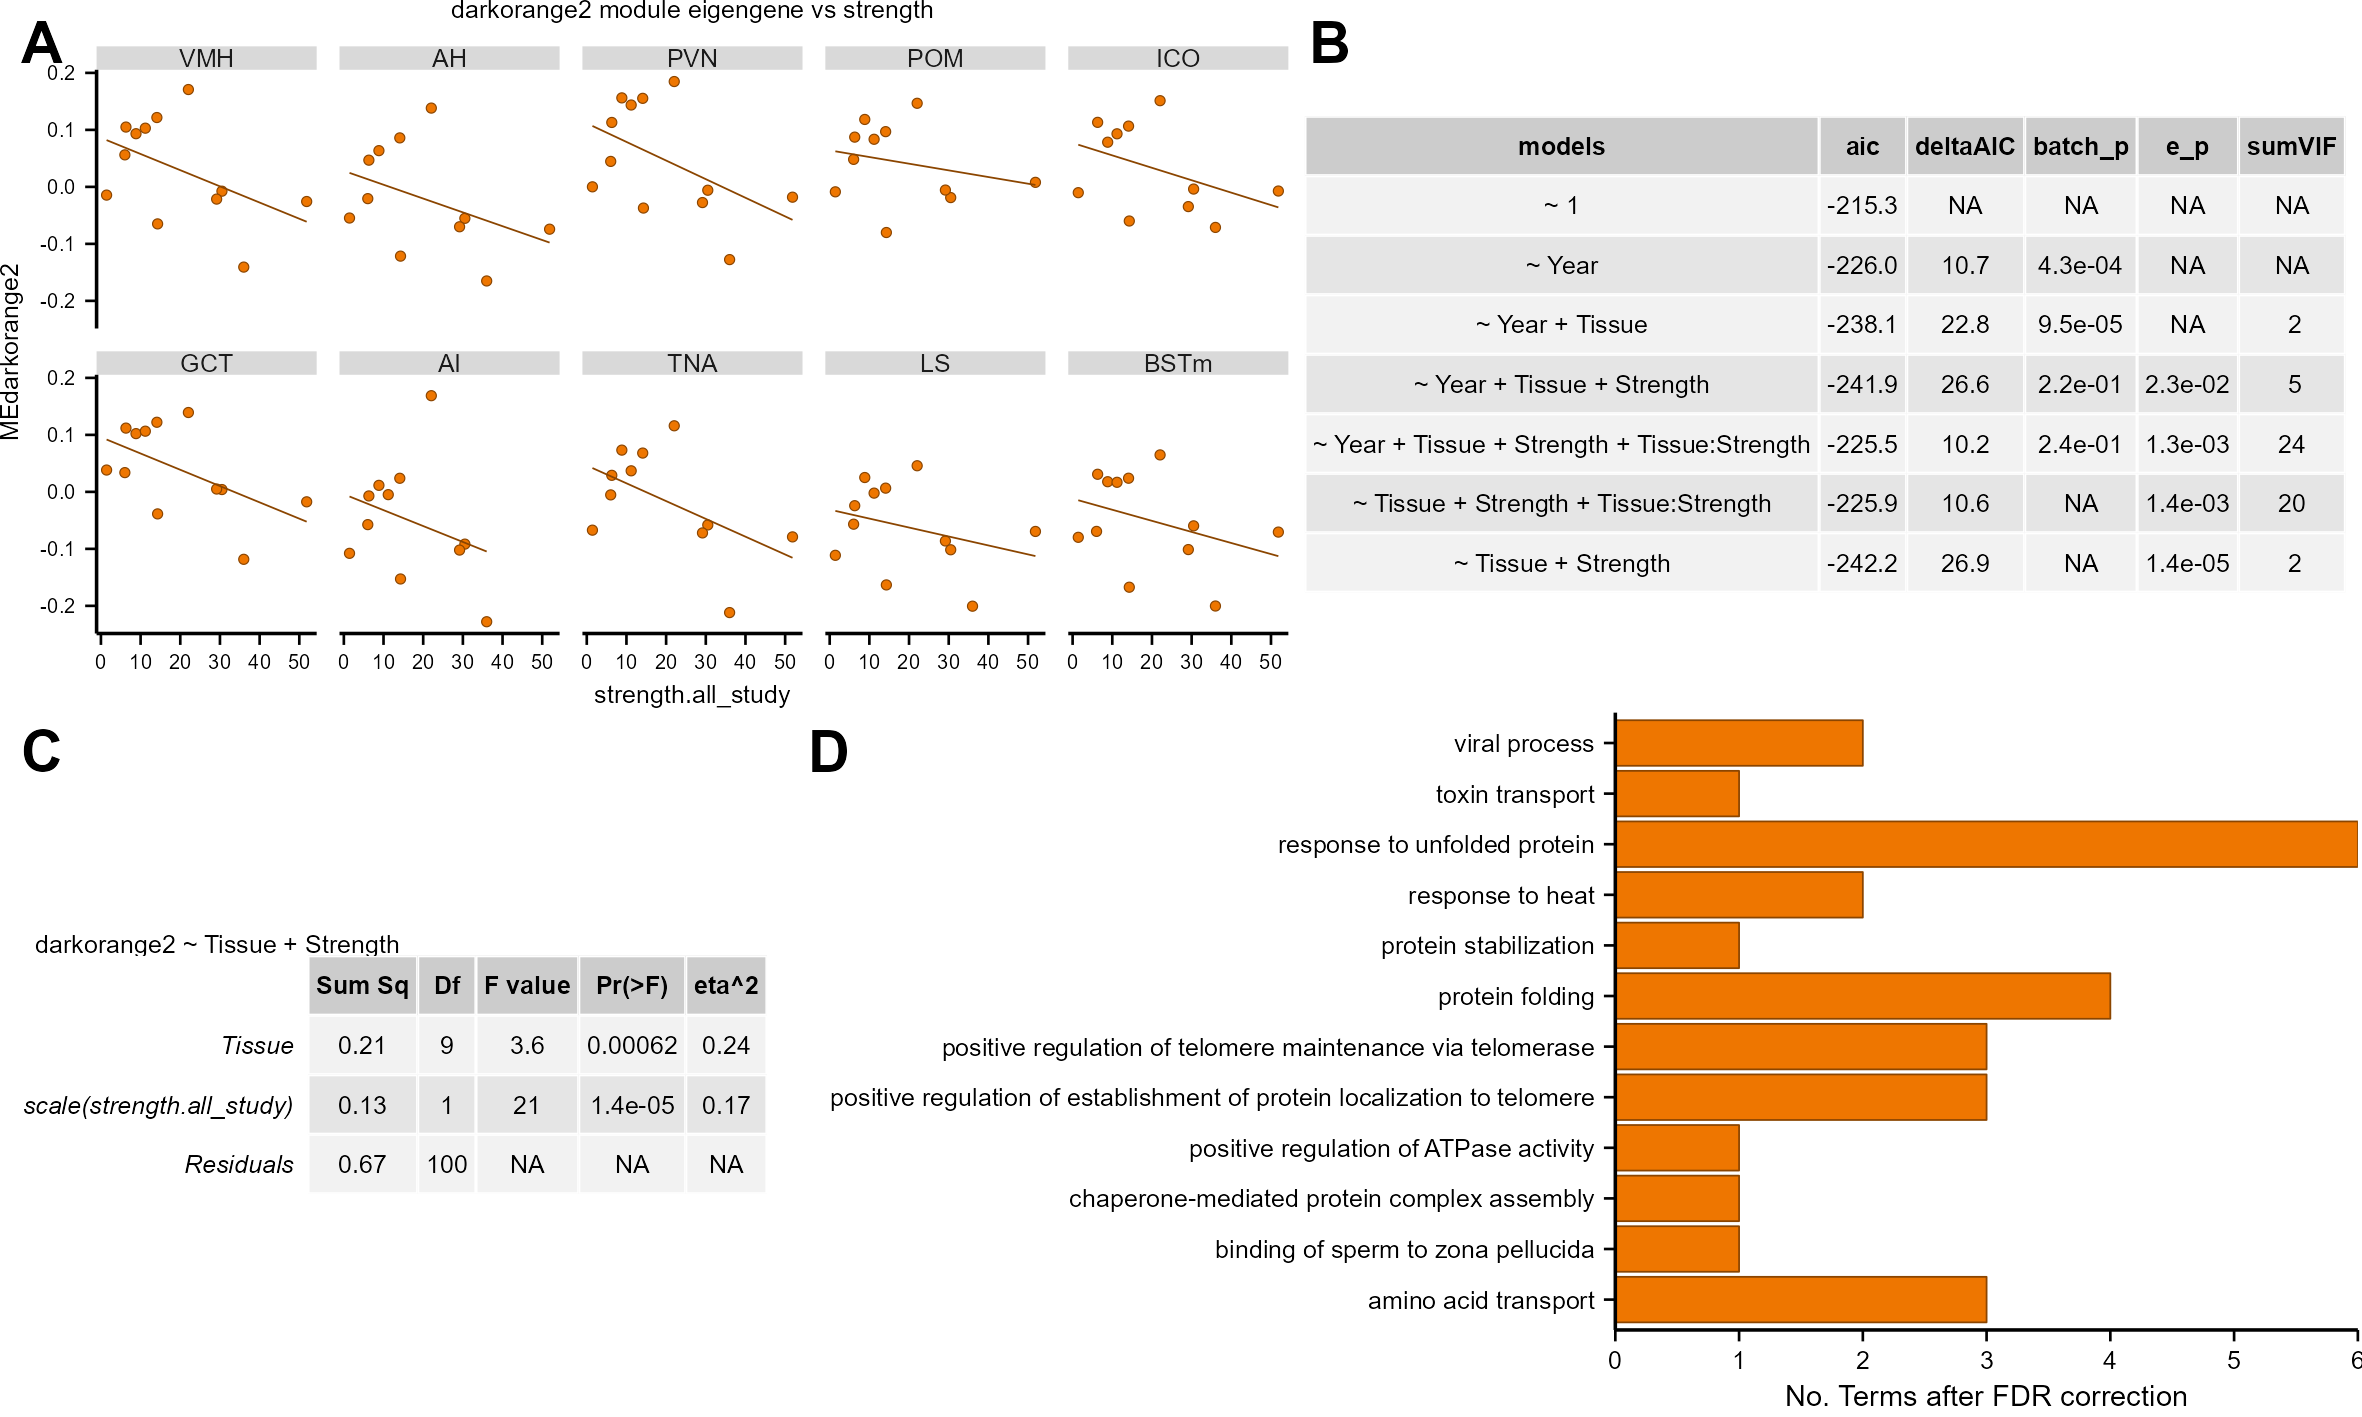 darkorange2 module eigengene vs strength
A
VMH AH PVN POM ICO
0.2
0.1
0.0
-0.1
-0.2
MEdarkorange2
GCT AI TNA LS BSTm
0.2
0.1
0.0
-0.1
-0.2
0 10 20 30 40 50 0 10 20 30 40 50 0 10 20 30 40 50 0 10 20 30 40 50 0 10 20 30 40 50
strength.all_study
B
models aic deltaAIC batch_p e_p sumVIF
~ 1 -215.3 NA NA NA NA
~ Year -226.0 10.7 4.3e-04 NA NA
~ Year + Tissue -238.1 22.8 9.5e-05 NA 2
~ Year + Tissue + Strength -241.9 26.6 2.2e-01 2.3e-02 5
~ Year + Tissue + Strength + Tissue:Strength -225.5 10.2 2.4e-01 1.3e-03 24
~ Tissue + Strength + Tissue:Strength -225.9 10.6 NA 1.4e-03 20
~ Tissue + Strength -242.2 26.9 NA 1.4e-05 2
C
darkorange2 ~ Tissue + Strength
Sum Sq Df F value Pr(>F) eta^2
Tissue 0.21 9 3.6 0.00062 0.24
scale(strength.all_study) 0.13 1 21 1.4e-05 0.17
Residuals 0.67 100 NA NA NA
D
viral process
toxin transport
response to unfolded protein
response to heat
protein stabilization
protein folding
positive regulation of telomere maintenance via telomerase
positive regulation of establishment of protein localization to telomere
positive regulation of ATPase activity
chaperone-mediated protein complex assembly
binding of sperm to zona pellucida
amino acid transport
0 1 2 3 4 5 6
No. Terms after FDR correction